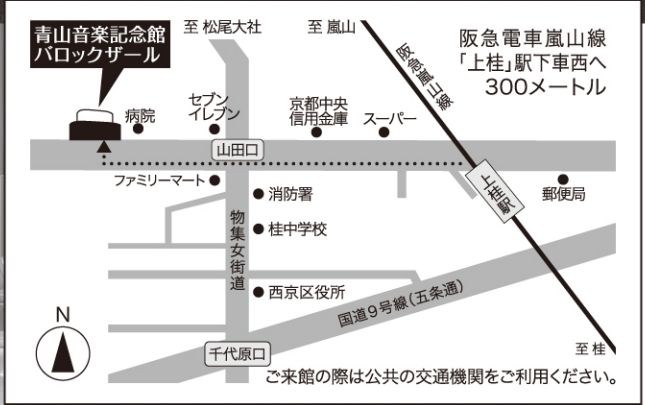 青山音楽記念館
バロックザール
至 松尾大社
至 嵐山
阪急嵐山線
阪急電車嵐山線
「上桂」駅下車西へ
300メートル
病院
セブン
イレブン
京都中央
信用金庫
スーパー
山田口
ファミリーマート
消防署
上桂駅
郵便局
物集女街道
桂中学校
西京区役所
国道9号線(五条通)
N
千代原口
至 桂
ご来館の際は公共の交通機関をご利用ください。